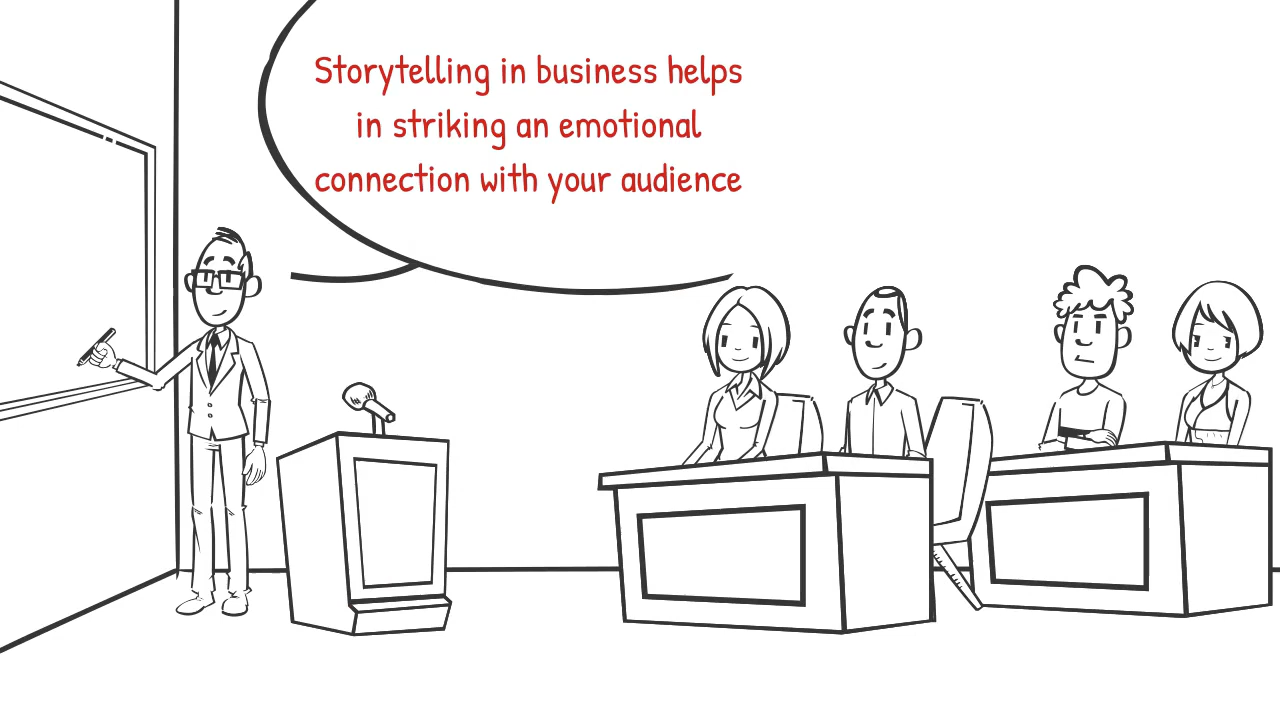 Storytelling in business helps
in striking an emotional
connection with your audience